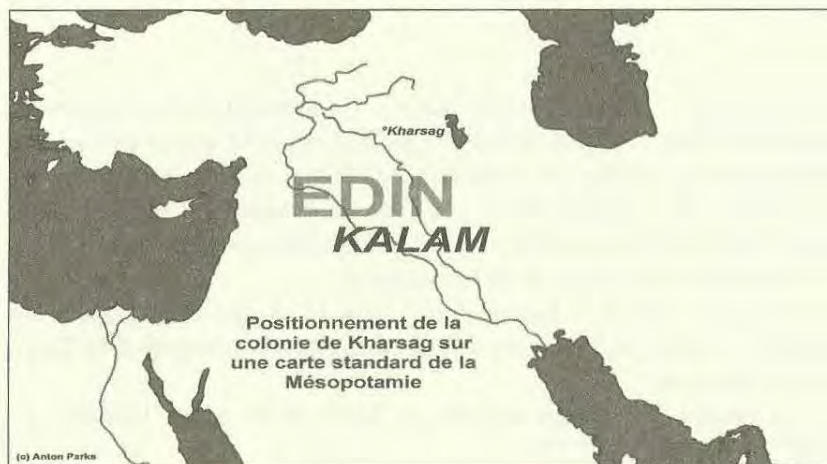 °Kharsag
EDIN
KALAM
Positionnement de la
colonie de Kharsag sur
une carte standard de la
Mésopotamie
(c) Anton Parks